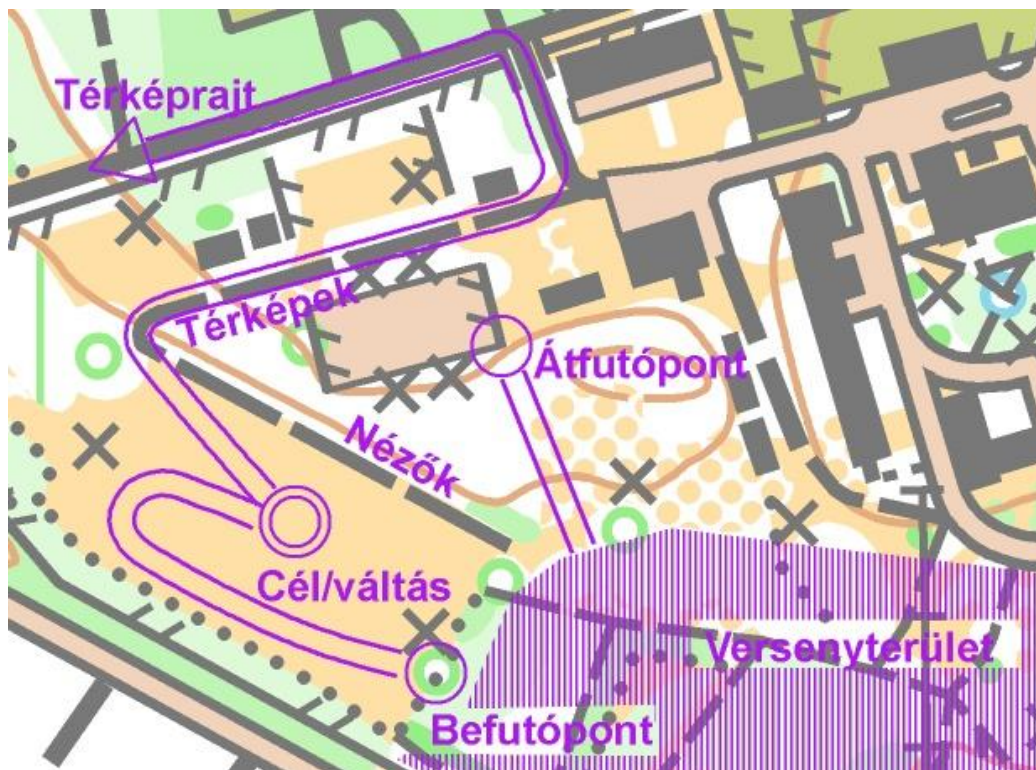 Térképrajt
Térképek
Átfutópont
Nézők
Cél/váltás
Versenyterület
Befutópont